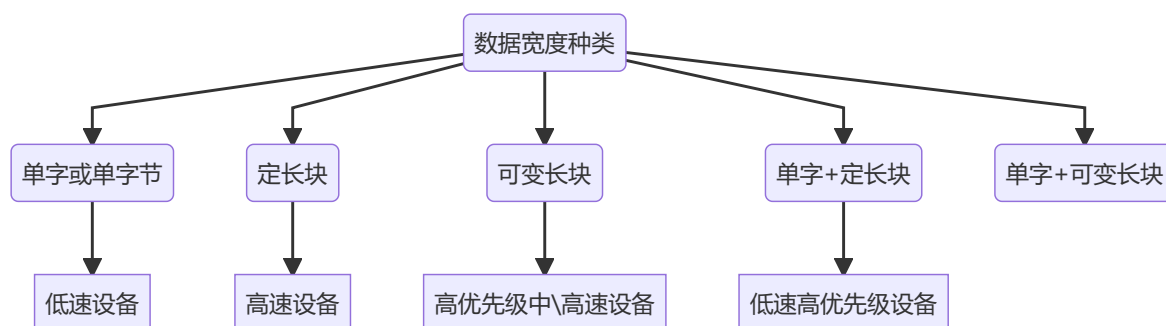 数据宽度种类
单字或单字节
定长块
可变长块
单字+定长块
单字+可变长块
低速设备
高速设备
高优先级中\高速设备
低速高优先级设备